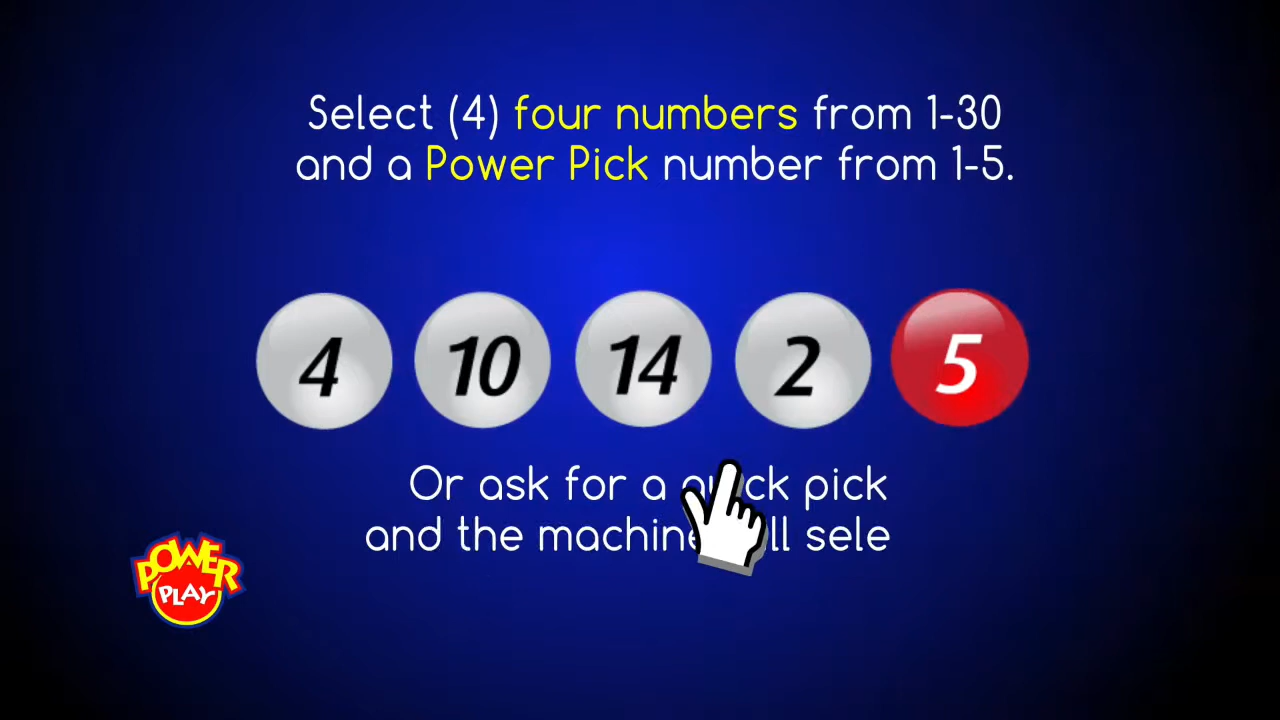 Select (4) four numbers from 1-30
and a Power Pick number from 1-5.
4 10 14 2 5
Or ask for a quick pick
and the machine sele
POWER
PLAY